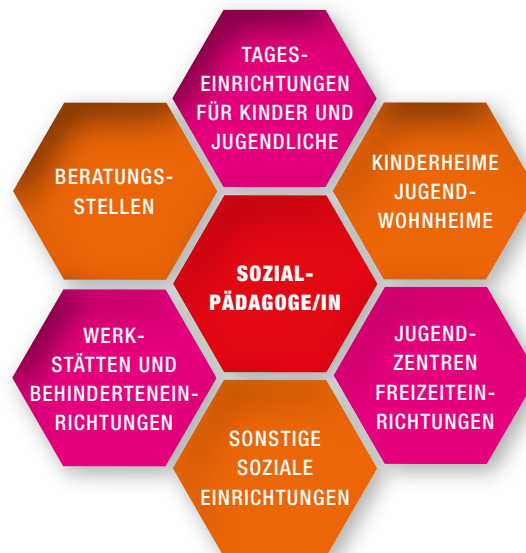 TAGES-
EINRICHTUNGEN
FÜR KINDER UND
JUGENDLICHE
BERATUNGS-
STELLEN
KINDERHEIME
JUGEND-
WOHNHEIME
SOZIAL-
PÄDAGOGE/IN
WERK-
STÄTTEN UND
BEHINDERTENEIN-
RICHTUNGEN
JUGEND-
ZENTREN
FREIZEITEIN-
RICHTUNGEN
SONSTIGE
SOZIALE
EINRICHTUNGEN